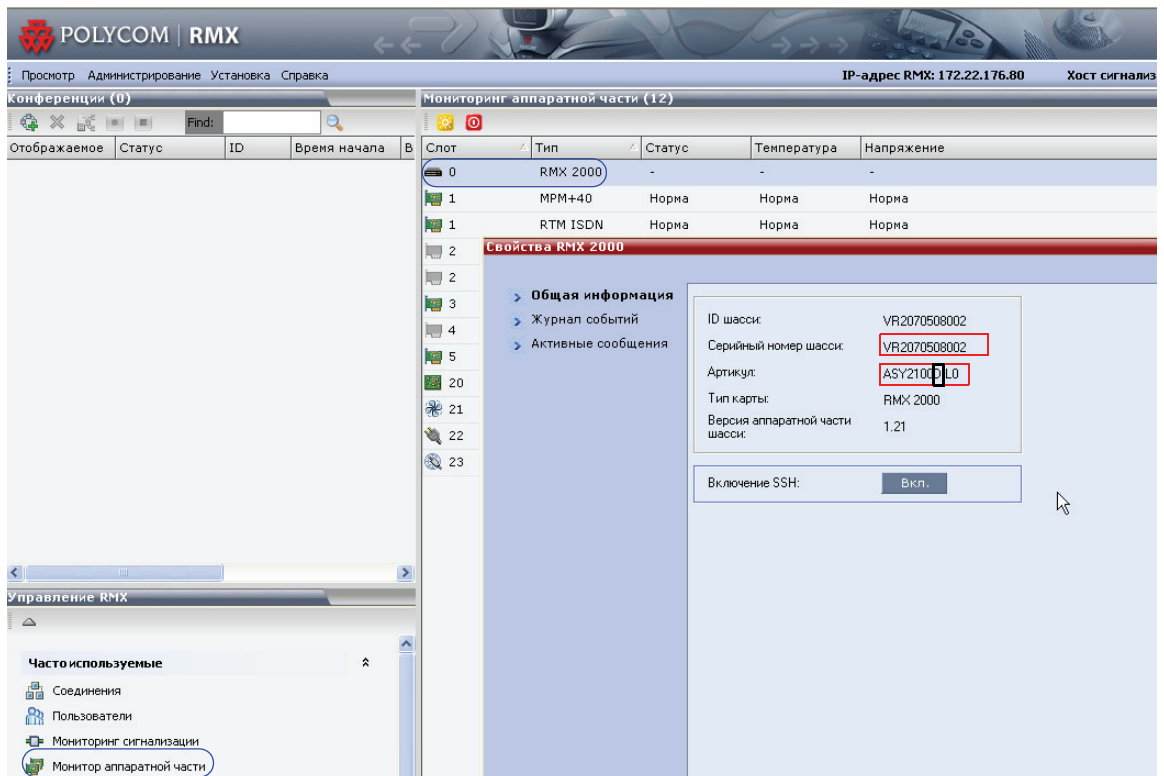 POLYCOM | RMX
Просмотр Администрирование Установка Справка
IP-адрес RMX: 172.22.176.80
Хост сигнализ
Конференции (0)
Find:
Отображаемое Статус ID Время начала В
Мониторинг аппаратной части (12)
Слот Тип Статус Температура Напряжение
0 RMX 2000 - - -
1 MPM+40 Норма Норма Норма
1 RTM ISDN Норма Норма Норма
2
2
3
4
5
20
21
22
23
Свойства RMX 2000
Общая информация
Журнал событий
Активные сообщения
ID шасси: VR2070508002
Серийный номер шасси: VR2070508002
Артикул:
Тип карты: RMX 2000
Версия аппаратной части шасси: 1.21
Включение SSH: Вкл.
Управление RMX
Часто используемые
Соединения
Пользователи
Мониторинг сигнализации
Монитор аппаратной части